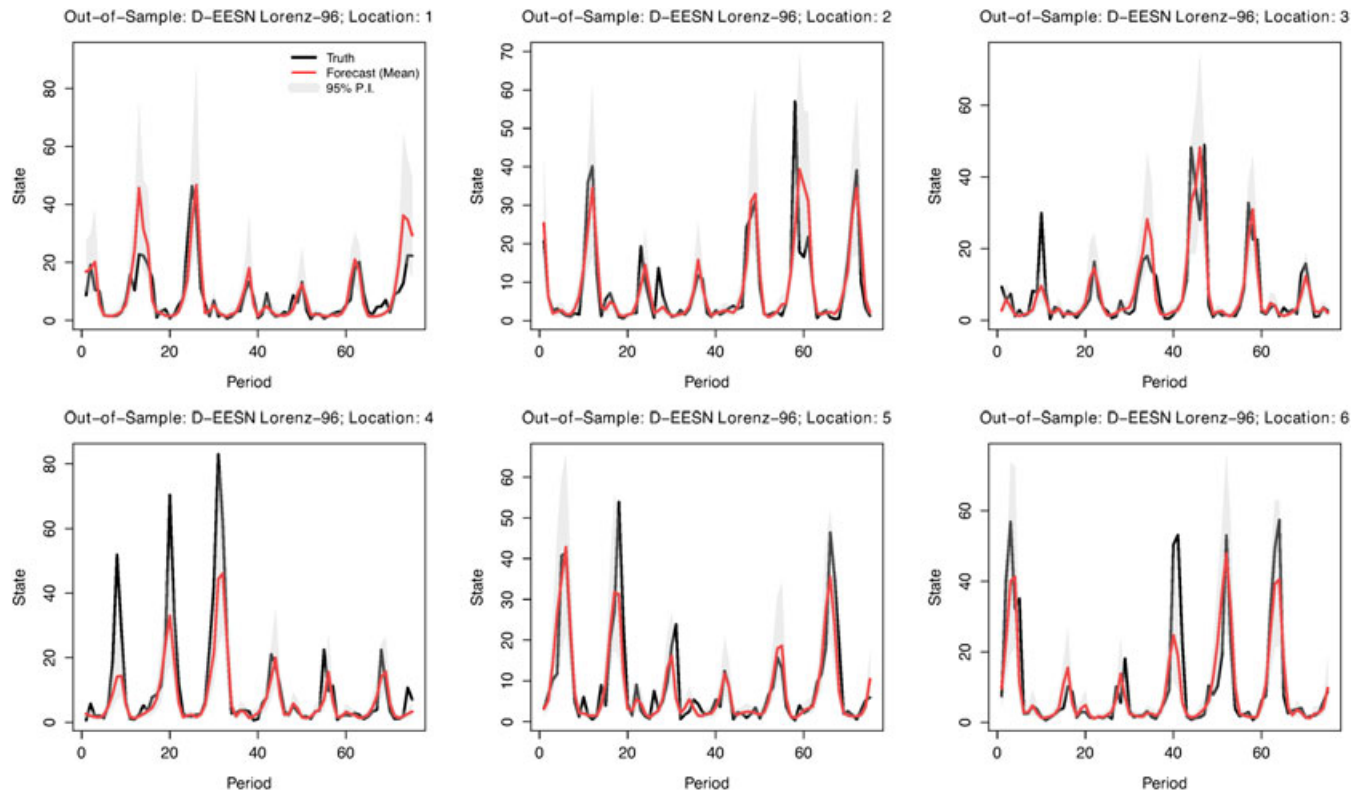 Out-of-Sample: D-EESN Lorenz-96; Location: 1
80
60
40
20
0
State
Truth
Forecast (Mean)
95% P.I.
0 20 40 60
Period
Out-of-Sample: D-EESN Lorenz-96; Location: 2
70
60
50
40
30
20
10
0
State
0 20 40 60
Period
Out-of-Sample: D-EESN Lorenz-96; Location: 3
60
40
20
0
State
0 20 40 60
Period
Out-of-Sample: D-EESN Lorenz-96; Location: 4
80
60
40
20
0
State
0 20 40 60
Period
Out-of-Sample: D-EESN Lorenz-96; Location: 5
60
50
40
30
20
10
0
State
0 20 40 60
Period
Out-of-Sample: D-EESN Lorenz-96; Location: 6
60
40
20
0
State
0 20 40 60
Period